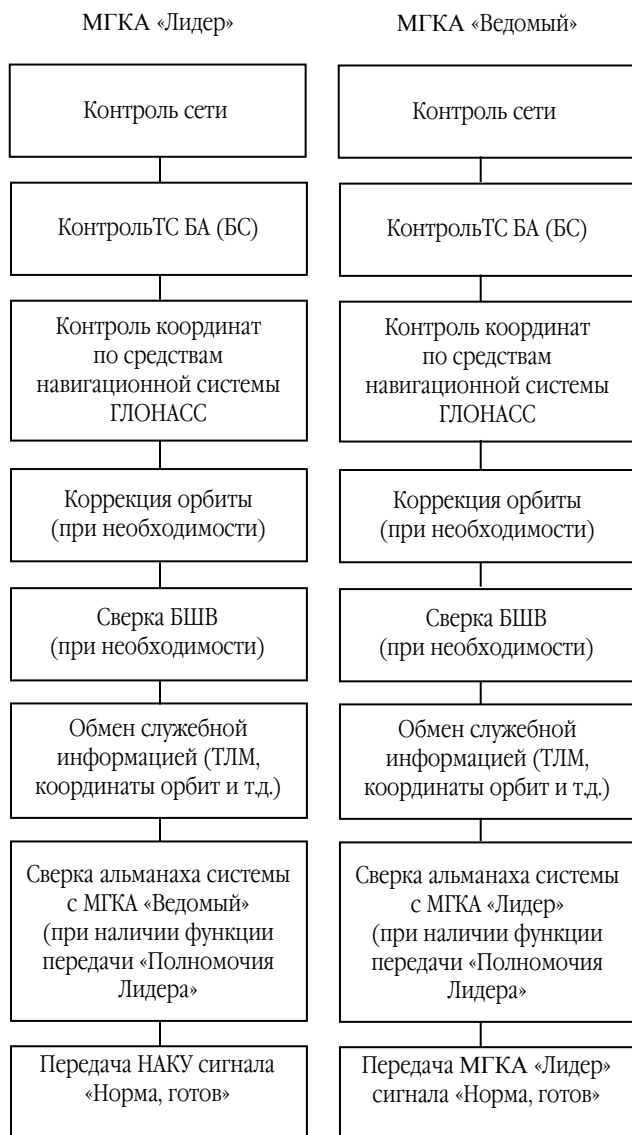 МГКА «Лидер»
Контроль сети
КонтрольТС БА (БС)
Контроль координат
по средствам
навигационной системы
ГЛОНАСС
Коррекция орбиты
(при необходимости)
Сверка БШВ
(при необходимости)
Обмен служебной
информацией (ТЛМ,
координаты орбит и т.д.)
Сверка альманаха системы
с МГКА «Ведомый»
(при наличии функции
передачи «Полномочия
Лидера»
Передача НАКУ сигнала
«Норма, готов»
МГКА «Ведомый»
Контроль сети
КонтрольТС БА (БС)
Контроль координат
по средствам
навигационной системы
ГЛОНАСС
Коррекция орбиты
(при необходимости)
Сверка БШВ
(при необходимости)
Обмен служебной
информацией (ТЛМ,
координаты орбит и т.д.)
Сверка альманаха системы
с МГКА «Лидер»
(при наличии функции
передачи «Полномочия
Лидера»
Передача МГКА «Лидер»
сигнала «Норма, готов»